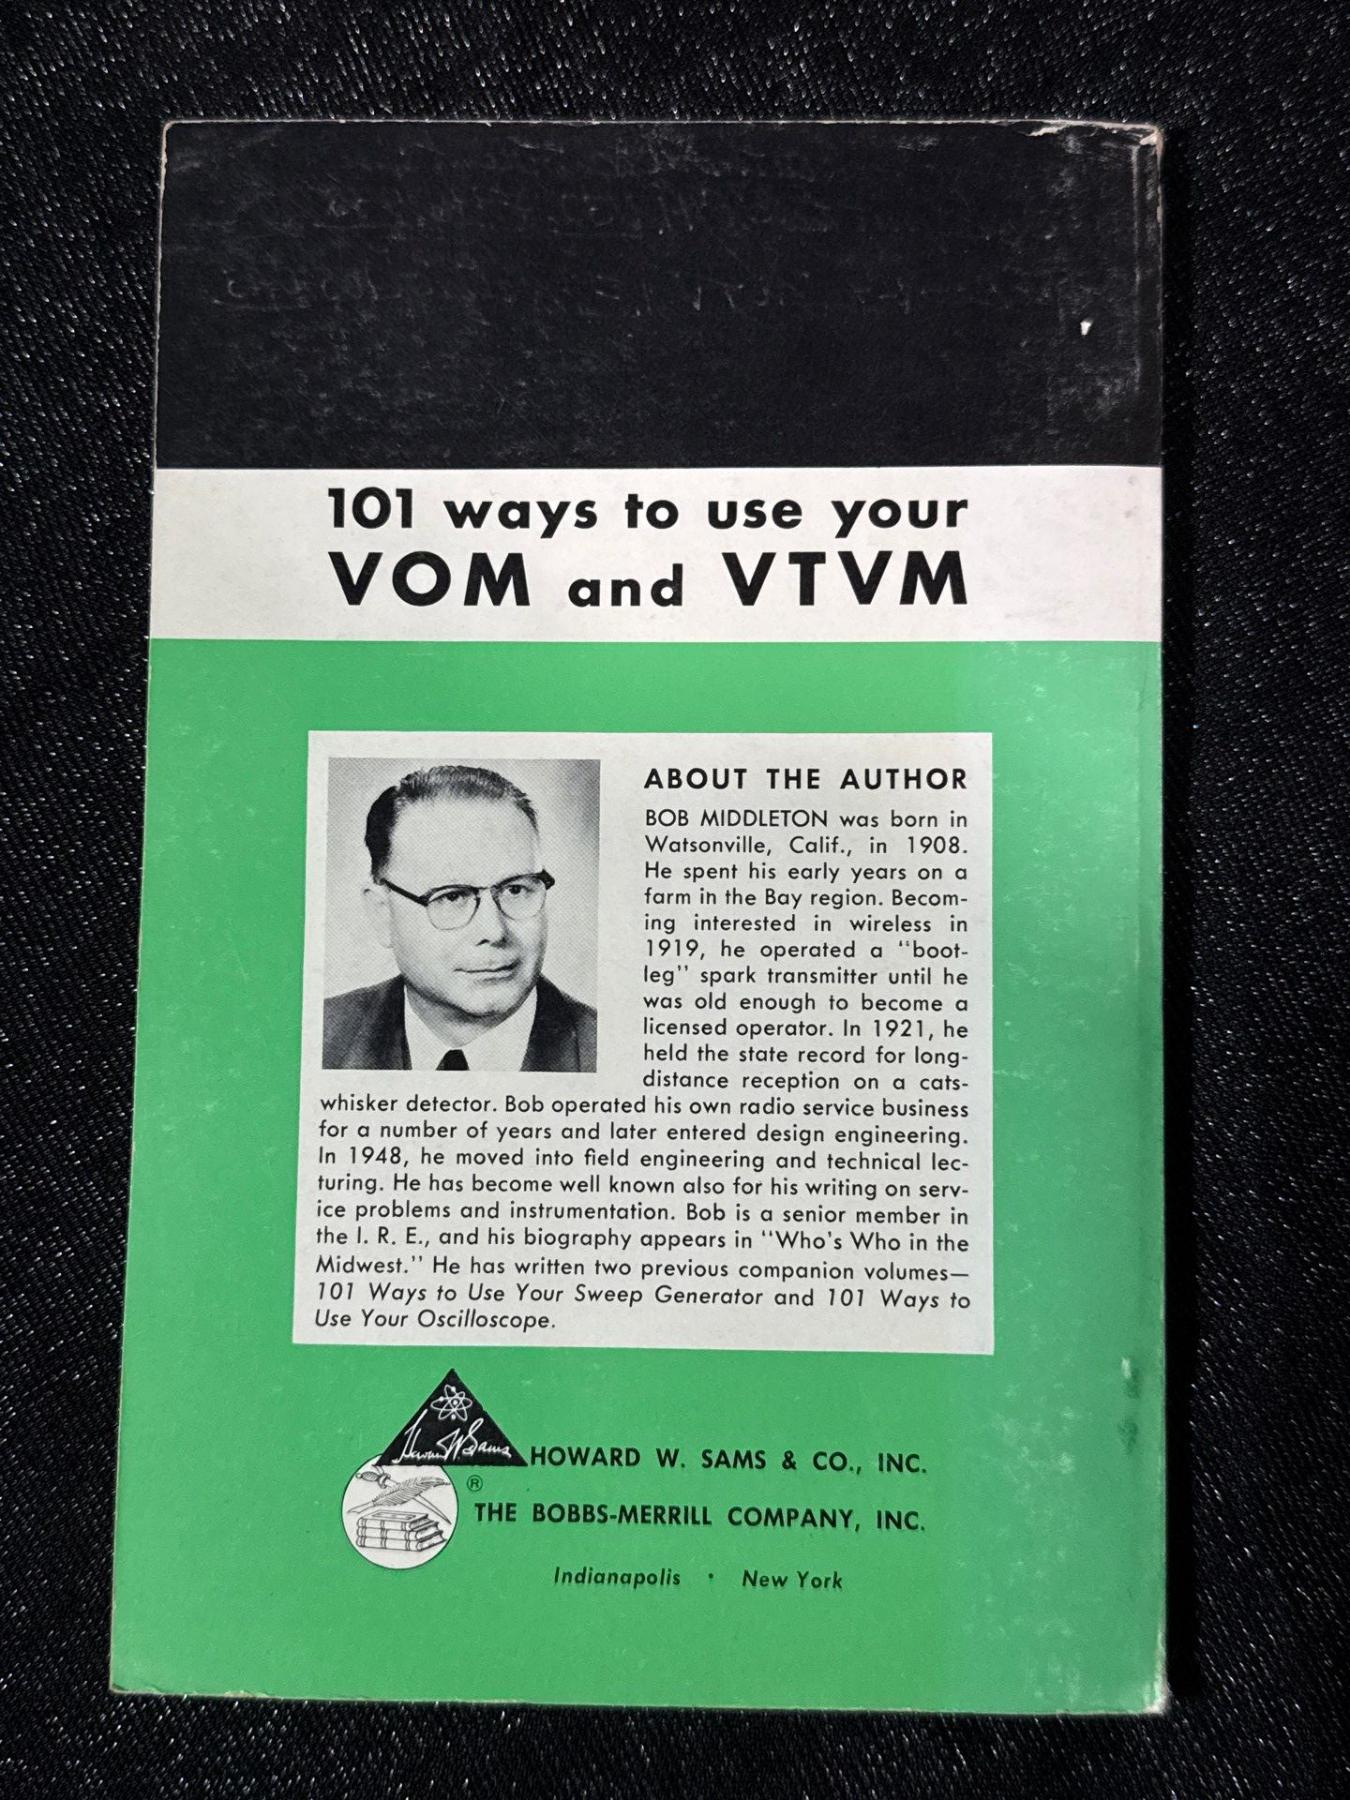 101 ways to use your
VOM and VTVM
ABOUT THE AUTHOR
BOB MIDDLETON was born in
Watsonville, Calif., in 1908.
He spent his early years on a
farm in the Bay region. Becom-
ing interested in wireless in
1919, he operated a "boot-
leg" spark transmitter until he
was old enough to become a
licensed operator. In 1921, he
held the state record for long-
distance reception on a cats-
whisker detector. Bob operated his own radio service business
for a number of years and later entered design engineering.
In 1948, he moved into field engineering and technical lec-
turing. He has become well known also for his writing on serv-
ice problems and instrumentation. Bob is a senior member in
the I. R. E., and his biography appears in "Who's Who in the
Midwest." He has written two previous companion volumes—
101 Ways to Use Your Sweep Generator and 101 Ways to
Use Your Oscilloscope.
Howard W. Sams
HOWARD W. SAMS & CO., INC.
®
THE BOBBS-MERRILL COMPANY, INC.
Indianapolis • New York